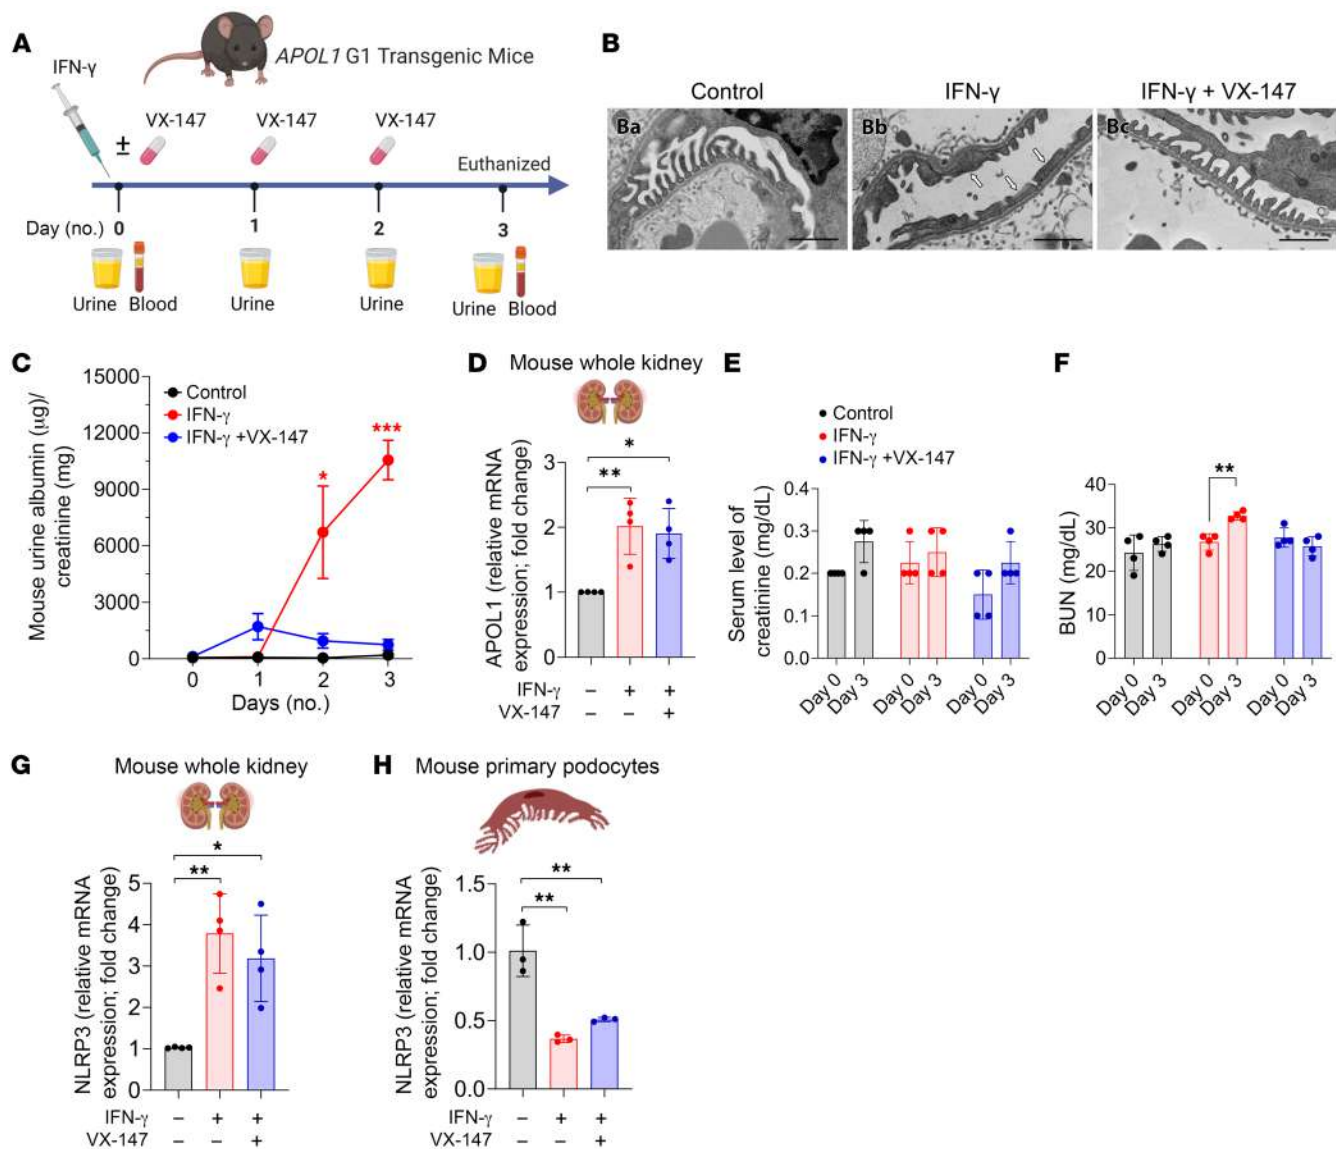 A
APOL1 G1 Transgenic Mice
IFN-γ
±
VX-147
VX-147
VX-147
Euthanized
Day (no.)
0
1
2
3
Urine
Blood
Urine
Urine
Urine
Blood
B
Control
IFN-γ
IFN-γ + VX-147
Ba
Bb
Bc
C
Mouse urine albumin (µg)/
creatinine (mg)
15000
12000
9000
6000
3000
0
Control
IFN-γ
IFN-γ +VX-147
*
***
0
1
2
3
Days (no.)
D
Mouse whole kidney
APOL1 (relative mRNA
expression; fold change)
3
2
1
0
*
**
IFN-γ – + +
VX-147 – – +
E
Control
IFN-γ
IFN-γ +VX-147
Serum level of
creatinine (mg/dL)
0.4
0.3
0.2
0.1
0.0
Day 0
Day 3
Day 0
Day 3
Day 0
Day 3
F
BUN (mg/dL)
40
30
20
10
0
**
Day 0
Day 3
Day 0
Day 3
Day 0
Day 3
G
Mouse whole kidney
NLRP3 (relative mRNA
expression; fold change)
5
4
3
2
1
0
*
**
IFN-γ – + +
VX-147 – – +
H
Mouse primary podocytes
NLRP3 (relative mRNA
expression; fold change)
1.5
1.0
0.5
0.0
**
**
IFN-γ – + +
VX-147 – – +